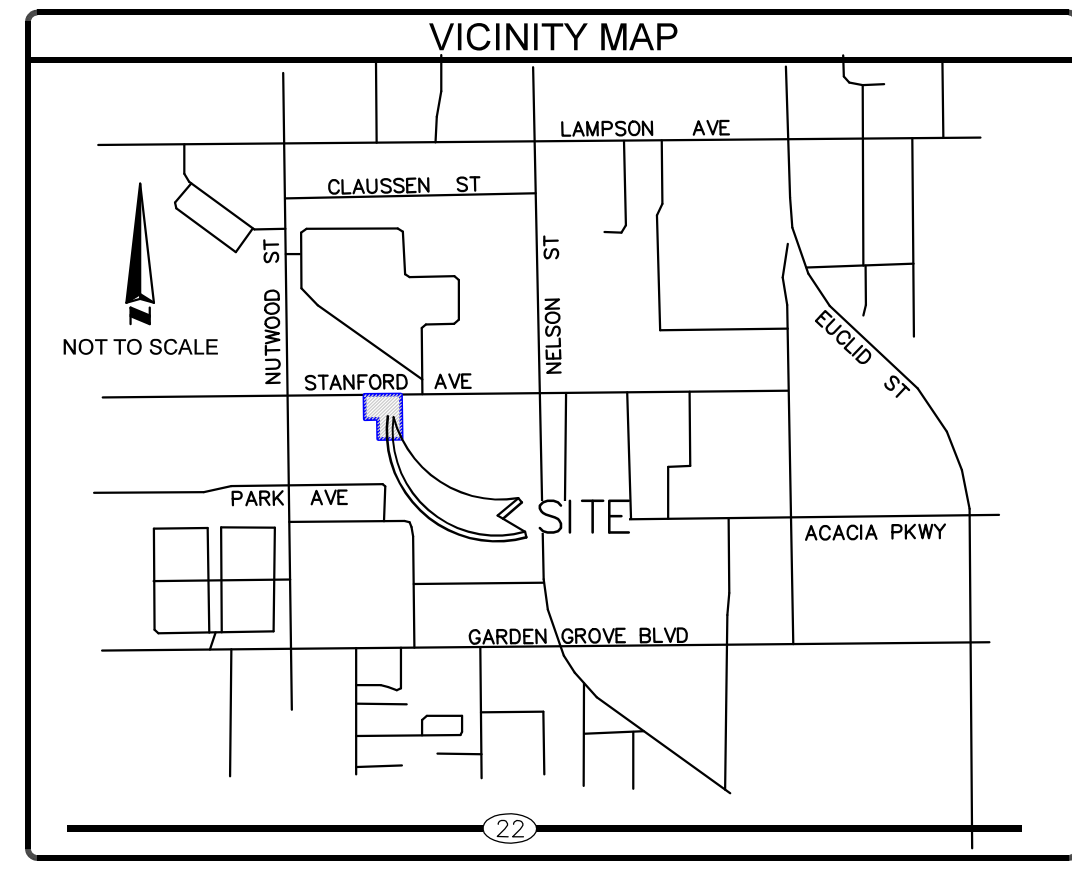 VICINITY MAP
LAMPSON AVE
CLAUSSEN ST
NUTWOOD ST
NELSON ST
N
NOT TO SCALE
EUCLID ST
STANFORD AVE
PARK AVE
SITE
ACACIA PKWY
GARDEN GROVE BLVD
22